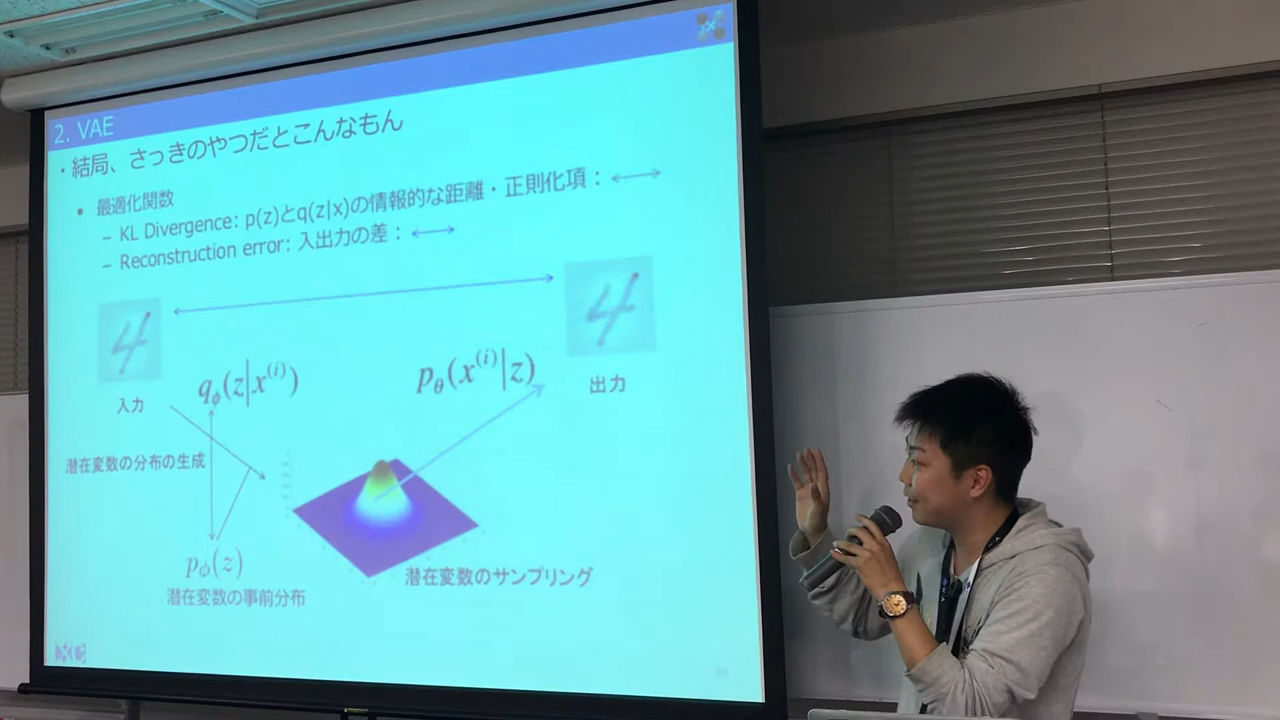 2. VAE
・結局、さっきのやつだとこんなもん
• 最適化関数
– KL Divergence: p(z)とq(z|x)の情報的な距離・正則化項：⟷
– Reconstruction error: 入出力の差：⟷
4
4
qϕ(z|x⁽ⁱ⁾)
pθ(x⁽ⁱ⁾|z)
入力
出力
潜在変数の分布の生成
pϕ(z)
潜在変数の事前分布
潜在変数のサンプリング